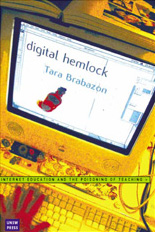 digital hemlock
Tara Brabazon
INTERNET EDUCATION AND THE POISONING OF TEACHING
UNSW
PRESS